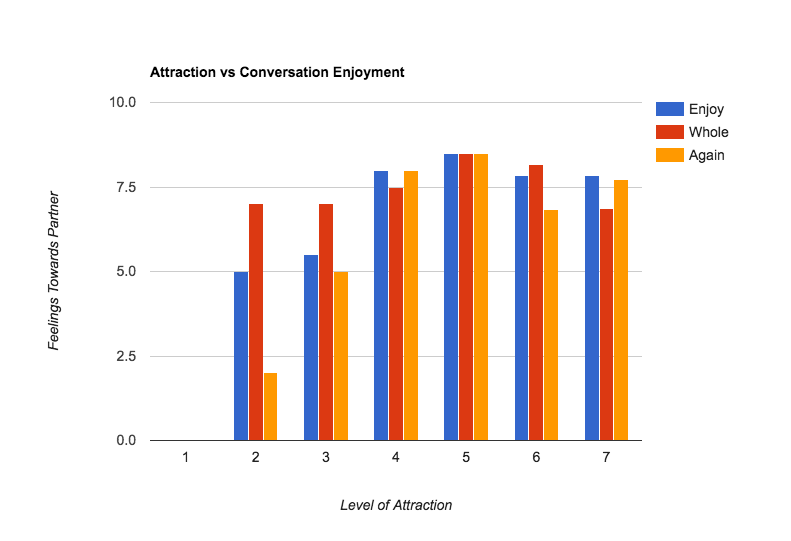 Attraction vs Conversation Enjoyment
10.0
7.5
5.0
2.5
0.0
Feelings Towards Partner
1 2 3 4 5 6 7
Level of Attraction
Enjoy
Whole
Again